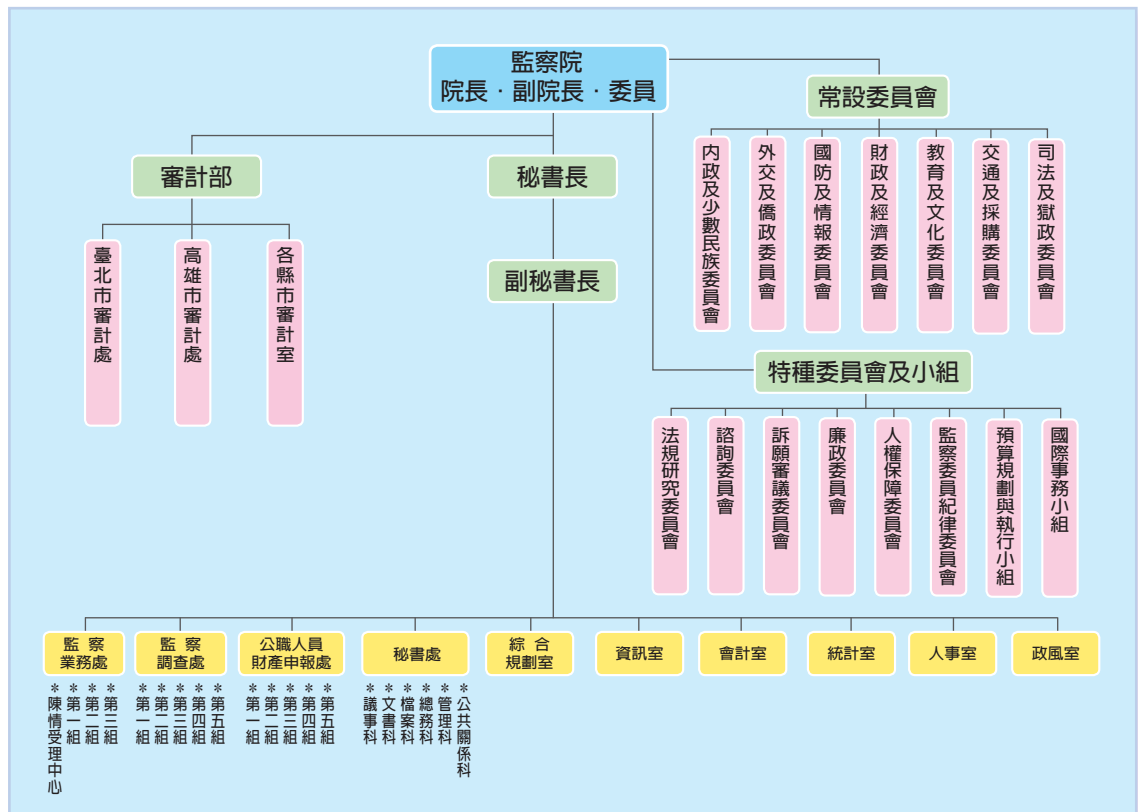 監察院
院長 · 副院長 · 委員
常設委員會
內政及少數民族委員會
外交及僑政委員會
國防及情報委員會
財政及經濟委員會
教育及文化委員會
交通及採購委員會
司法及獄政委員會
審計部
秘書長
臺北市審計處
高雄市審計處
各縣市審計室
副秘書長
特種委員會及小組
法規研究委員會
諮詢委員會
訴願審議委員會
廉政委員會
人權保障委員會
監察委員紀律委員會
預算規劃與執行小組
國際事務小組
監察
業務處
監察
調查處
公職人員
財產申報處
秘書處
綜合
規劃室
資訊室
會計室
統計室
人事室
政風室
*陳情受理中心
*第一組
*第二組
*第三組
*第一組
*第二組
*第三組
*第四組
*第五組
*第一組
*第二組
*第三組
*第四組
*第五組
*議事科
*文書科
*檔案科
*總務科
*管理科
*公共關係科